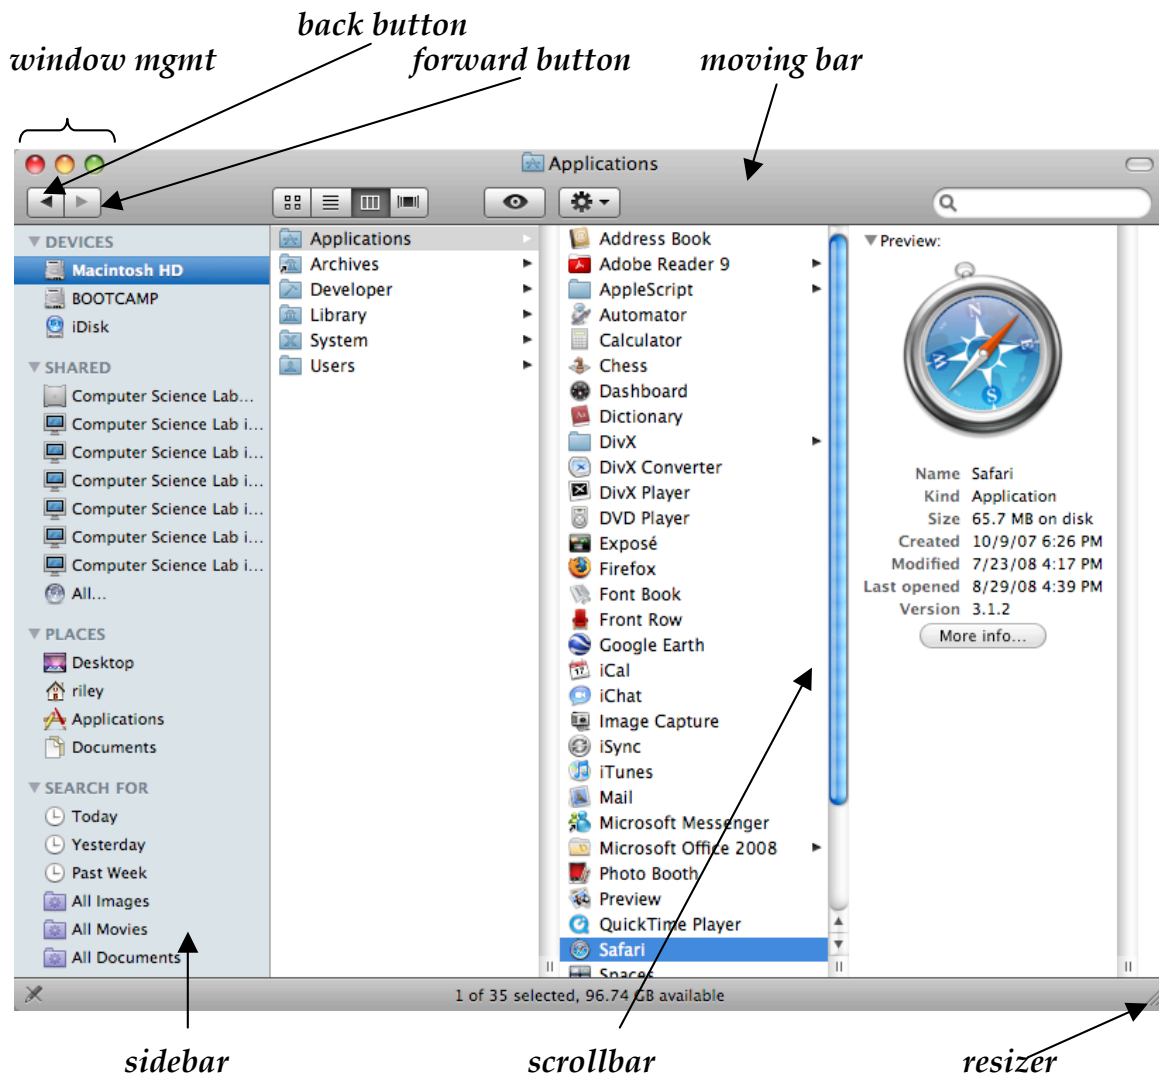 back button
window mgmt
forward button
moving bar
Applications
DEVICES
Macintosh HD
BOOTCAMP
iDisk
SHARED
Computer Science Lab...
Computer Science Lab i...
Computer Science Lab i...
Computer Science Lab i...
Computer Science Lab i...
Computer Science Lab i...
Computer Science Lab i...
All...
PLACES
Desktop
riley
Applications
Documents
SEARCH FOR
Today
Yesterday
Past Week
All Images
All Movies
All Documents
Applications
Archives
Developer
Library
System
Users
Address Book
Adobe Reader 9
AppleScript
Automator
Calculator
Chess
Dashboard
Dictionary
DivX
DivX Converter
DivX Player
DVD Player
Exposé
Firefox
Font Book
Front Row
Google Earth
iCal
iChat
Image Capture
iSync
iTunes
Mail
Microsoft Messenger
Microsoft Office 2008
Photo Booth
Preview
QuickTime Player
Safari
Spaces
Preview:
N
E
S
W
Name Safari
Kind Application
Size 65.7 MB on disk
Created 10/9/07 6:26 PM
Modified 7/23/08 4:17 PM
Last opened 8/29/08 4:39 PM
Version 3.1.2
More info...
1 of 35 selected, 96.74 GB available
sidebar
scrollbar
resizer